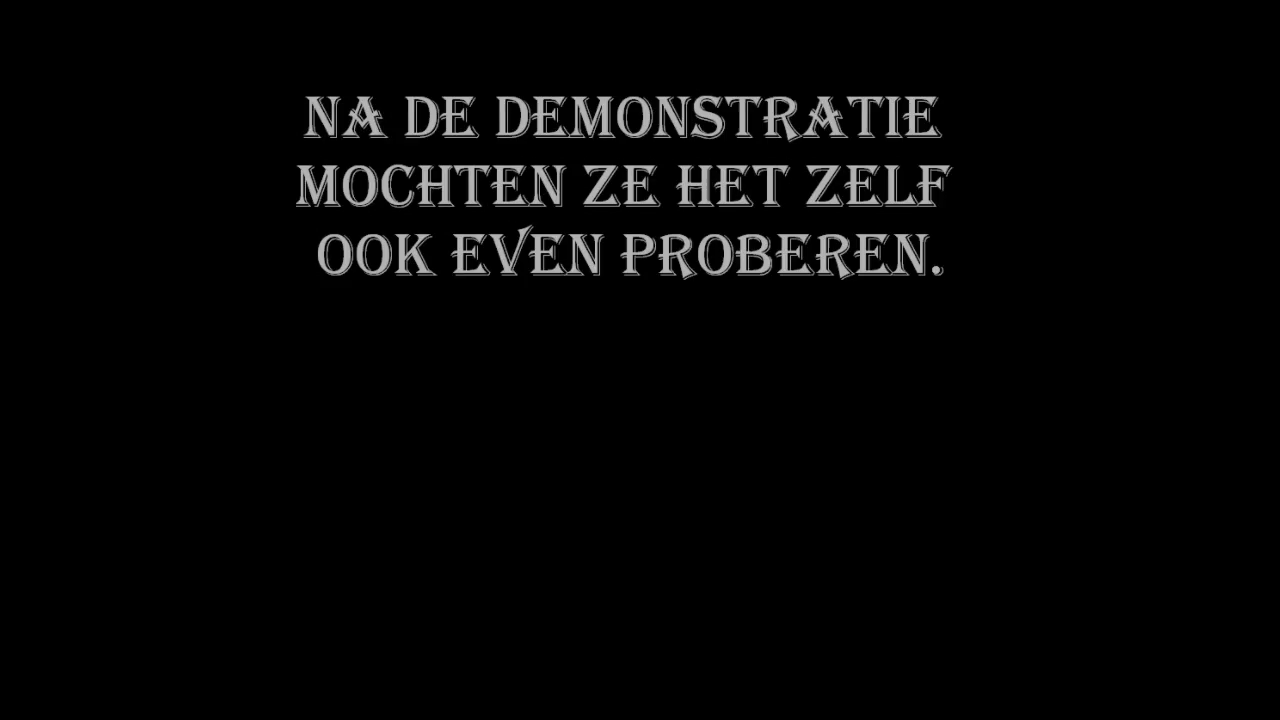 NA DE DEMONSTRATIE
MOCHTEN ZE HET ZELF
OOK EVEN PROBEREN.